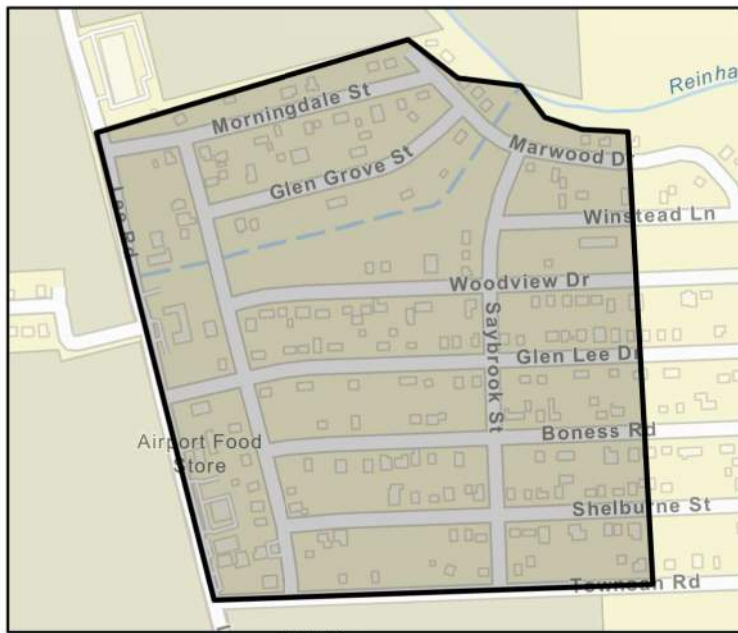 Reinha
Morningdale St
Marwood Dr
Glen Grove St
Lee Rd
Winstead Ln
Woodview Dr
Saybrook St
Glen Lee Dr
Airport Food
Store
Boness Rd
Shelburne St